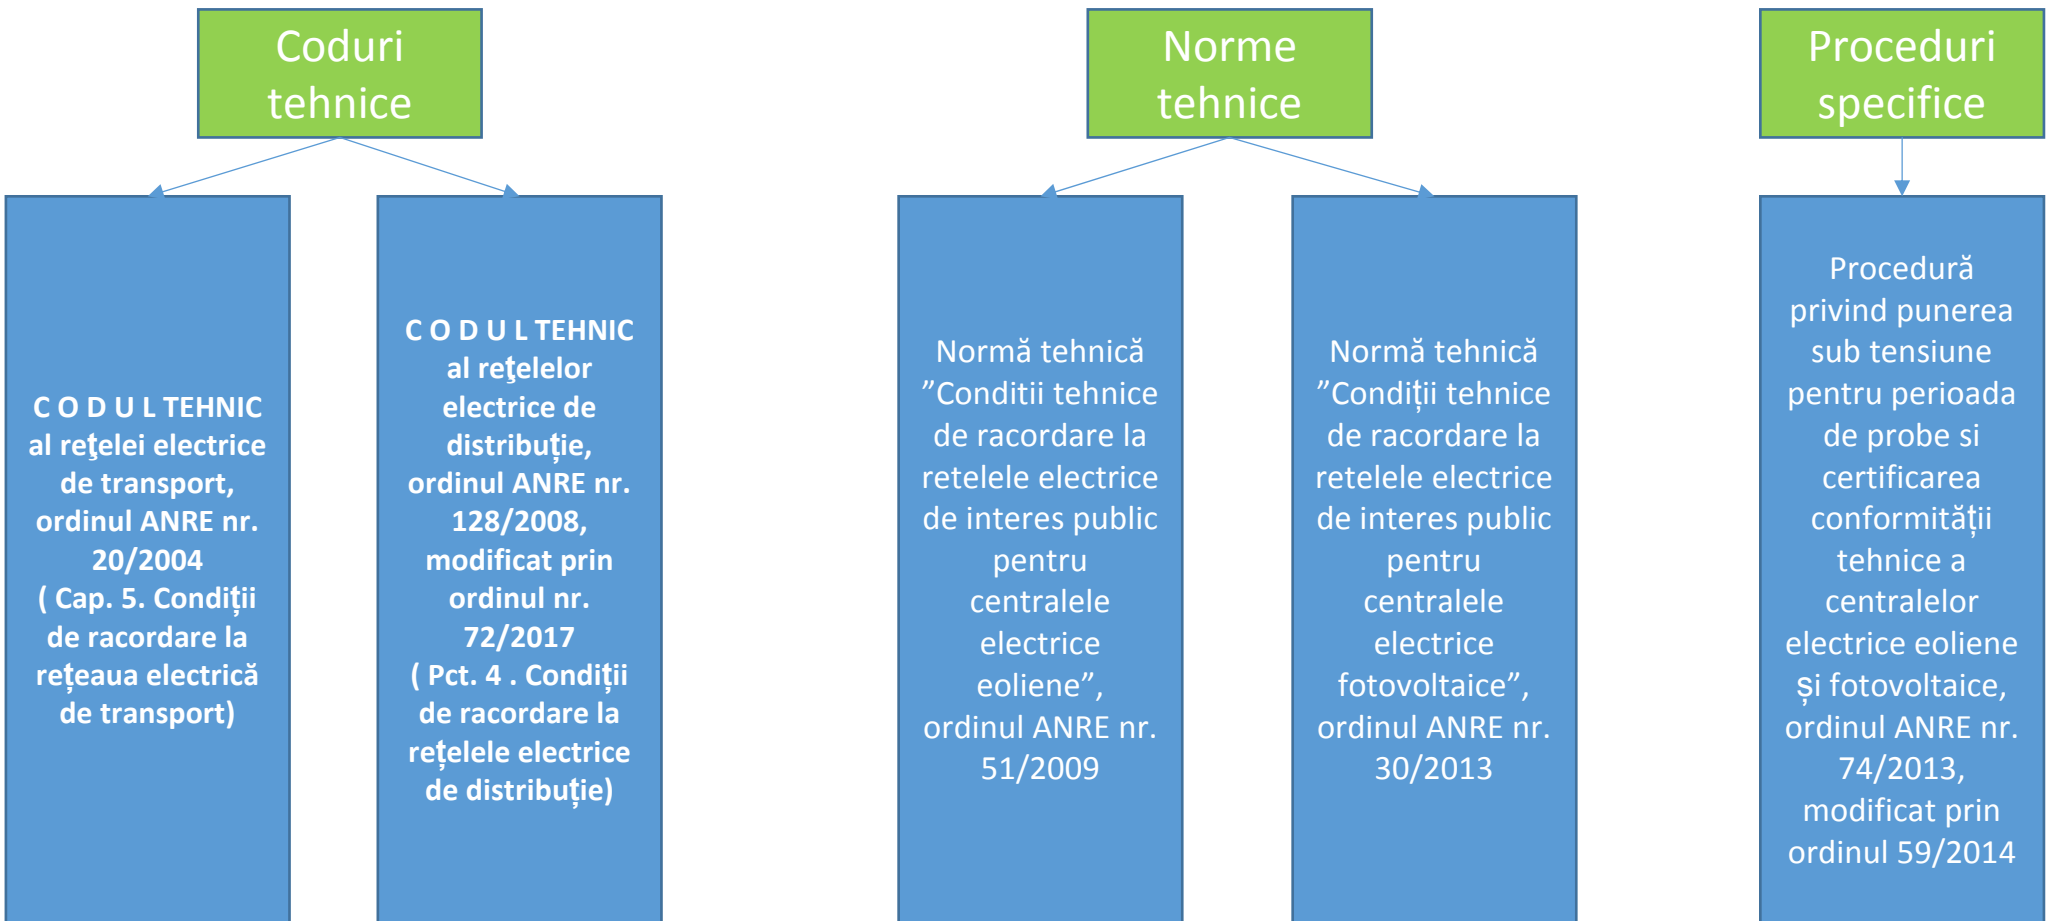 Coduri
tehnice
C O D U L TEHNIC
al reţelei electrice
de transport,
ordinul ANRE nr.
20/2004
( Cap. 5. Condiții
de racordare la
rețeaua electrică
de transport)
C O D U L TEHNIC
al reţelelor
electrice de
distribuție,
ordinul ANRE nr.
128/2008,
modificat prin
ordinul nr.
72/2017
( Pct. 4 . Condiții
de racordare la
rețelele electrice
de distribuție)
Norme
tehnice
Normă tehnică
”Conditii tehnice
de racordare la
retelele electrice
de interes public
pentru
centralele
electrice
eoliene”,
ordinul ANRE nr.
51/2009
Normă tehnică
”Condiții tehnice
de racordare la
retelele electrice
de interes public
pentru
centralele
electrice
fotovoltaice”,
ordinul ANRE nr.
30/2013
Proceduri
specifice
Procedură
privind punerea
sub tensiune
pentru perioada
de probe si
certificarea
conformității
tehnice a
centralelor
electrice eoliene
și fotovoltaice,
ordinul ANRE nr.
74/2013,
modificat prin
ordinul 59/2014